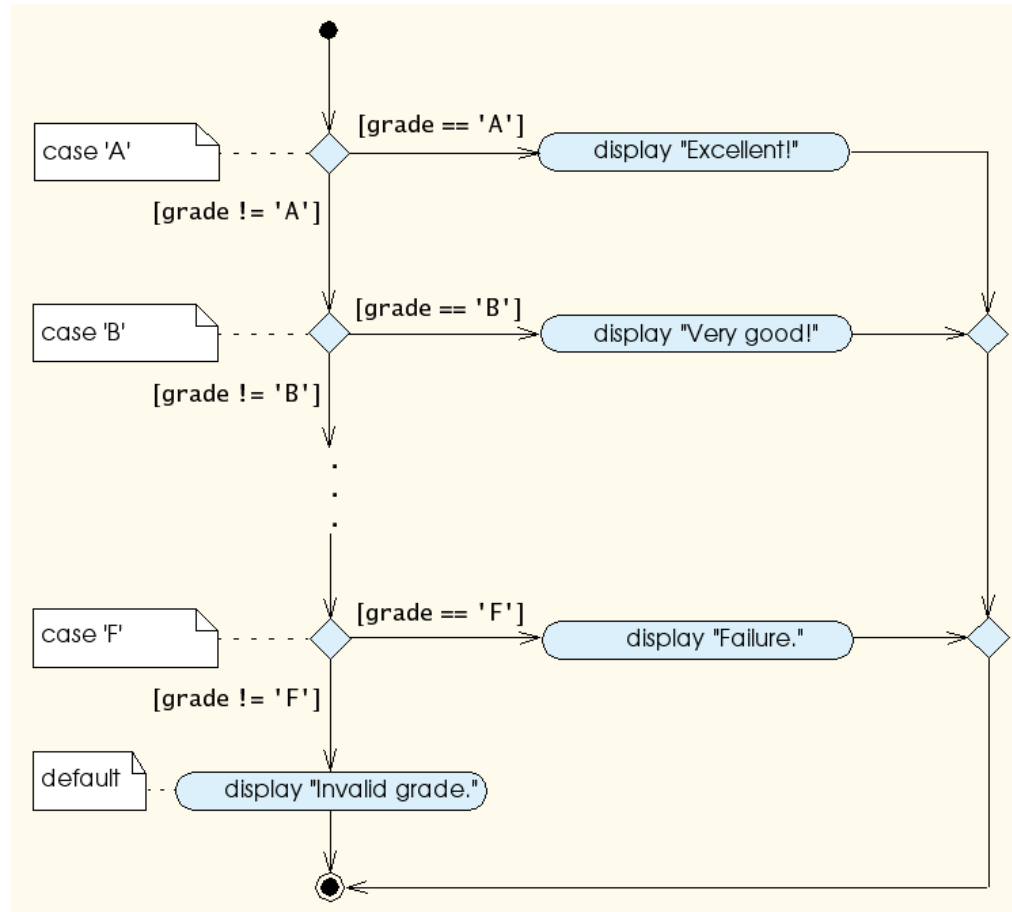 [grade == 'A']
case 'A'
display "Excellent!"
[grade != 'A']
[grade == 'B']
case 'B'
display "Very good!"
[grade != 'B']
.
.
.
[grade == 'F']
case 'F'
display "Failure."
[grade != 'F']
default
display "Invalid grade."